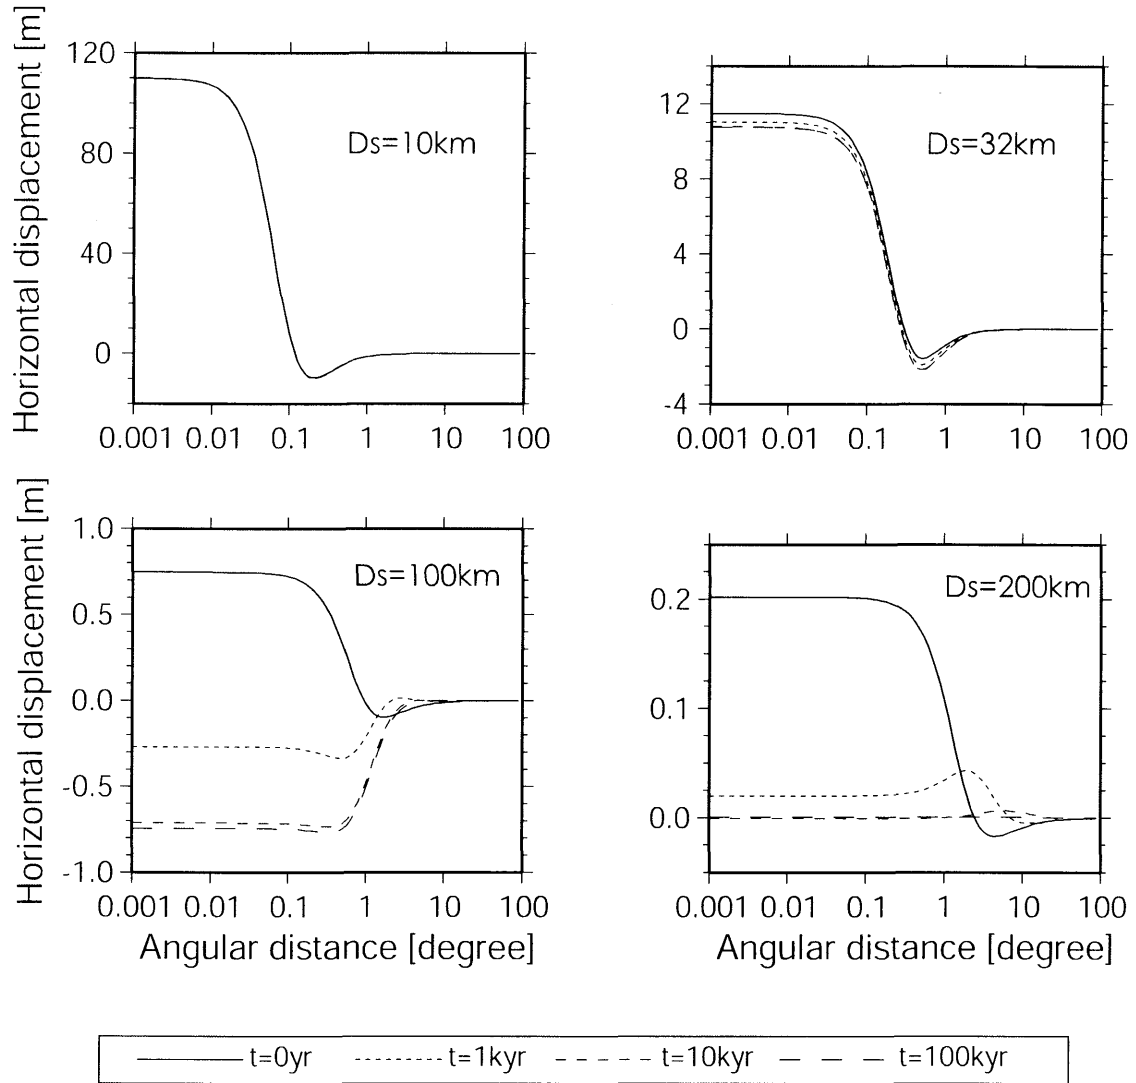 Horizontal displacement [m]
120
80
40
0
0.001 0.01 0.1 1 10 100
Ds=10km
12
8
4
0
-4
0.001 0.01 0.1 1 10 100
Ds=32km
Horizontal displacement [m]
1.0
0.5
0.0
-0.5
-1.0
0.001 0.01 0.1 1 10 100
Ds=100km
Angular distance [degree]
0.2
0.1
0.0
0.001 0.01 0.1 1 10 100
Ds=200km
Angular distance [degree]
t=0yr t=1kyr t=10kyr t=100kyr